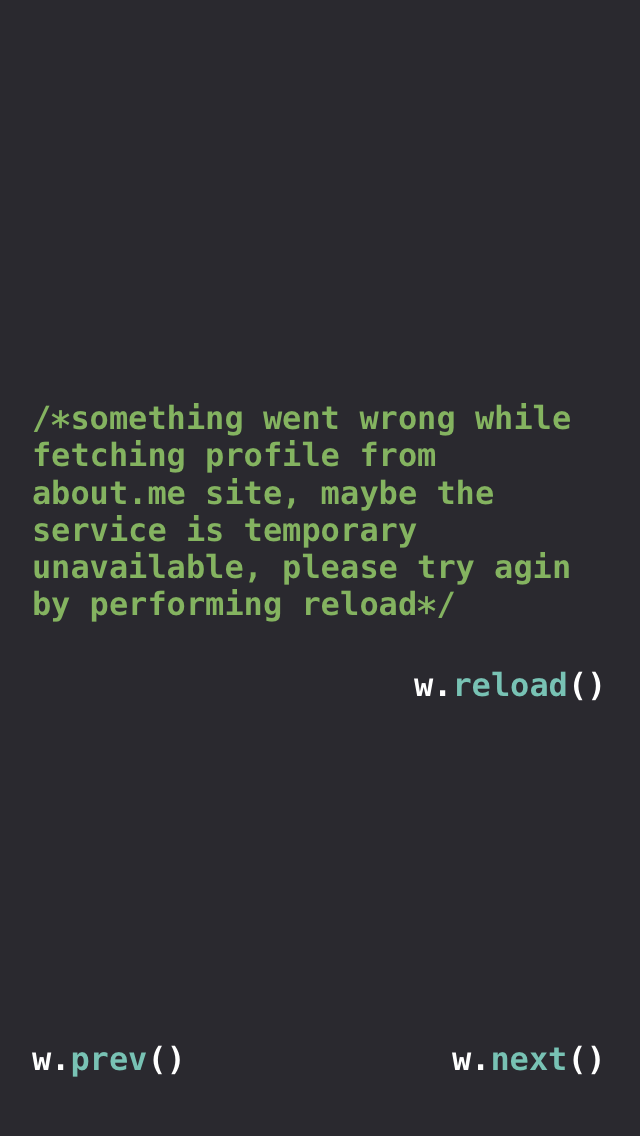 /*something went wrong while
fetching profile from
about.me site, maybe the
service is temporary
unavailable, please try agin
by performing reload*/
w.reload()
w.prev() w.next()